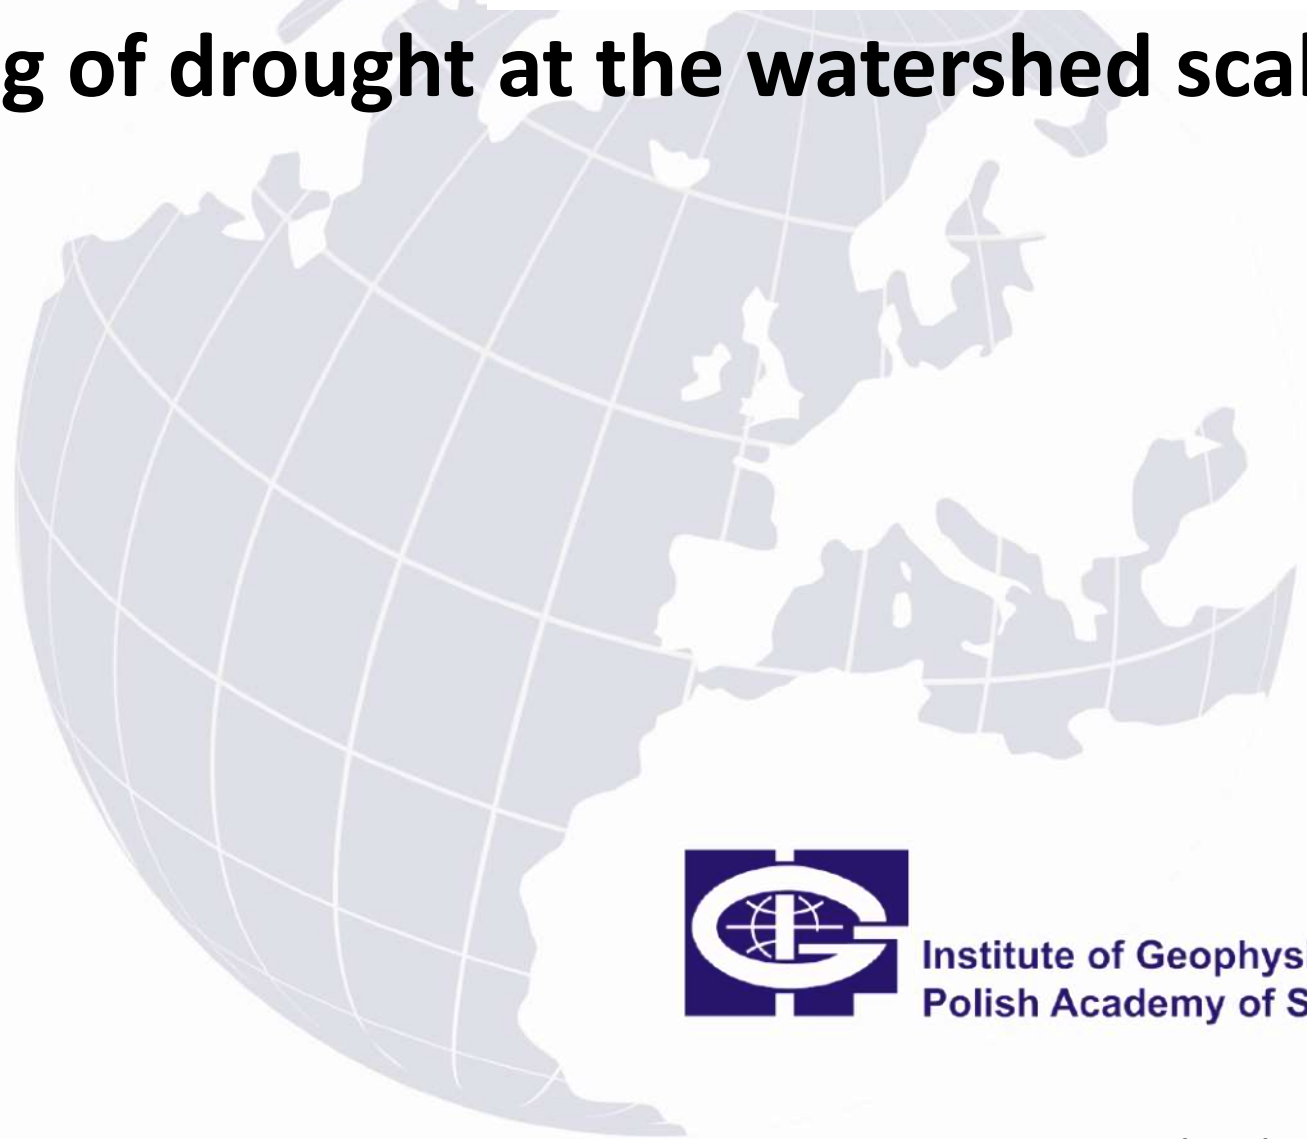 g of drought at the watershed scal
Institute of Geophysi
Polish Academy of S